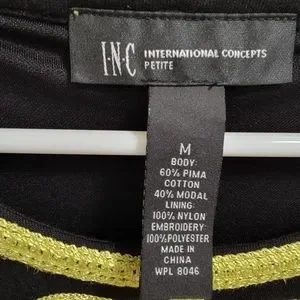 I·N·C INTERNATIONAL CONCEPTS
PETITE
M
BODY:
60% PIMA
COTTON
40% MODAL
LINING:
100% NYLON
EMBROIDERY:
100% POLYESTER
MADE IN
CHINA
WPL 8046